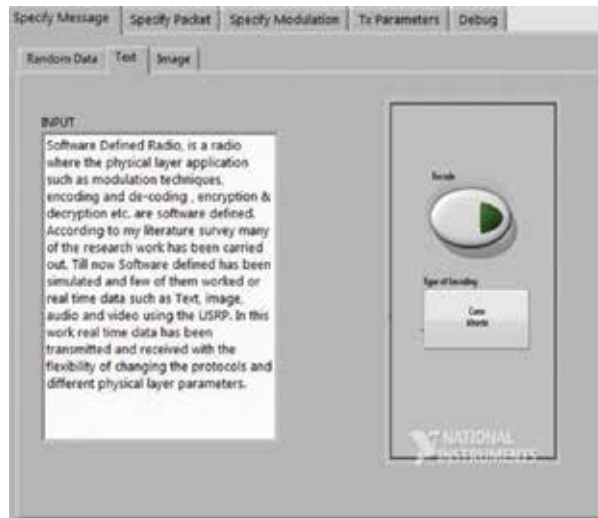 Specify Message Specify Packet Specify Modulation Tx Parameters Debug
Random Data Text Image
INPUT
Software Defined Radio, is a radio
where the physical layer application
such as modulation techniques,
encoding and de-coding , encryption &
decryption etc. are software defined.
According to my literature survey many
of the research work has been carried
out. Till now Software defined has been
simulated and few of them worked or
real time data such as Text, image,
audio and video using the USRP. In this
work real time data has been
transmitted and received with the
flexibility of changing the protocols and
different physical layer parameters.
Type of Encoding
NATIONAL
INSTRUMENTS